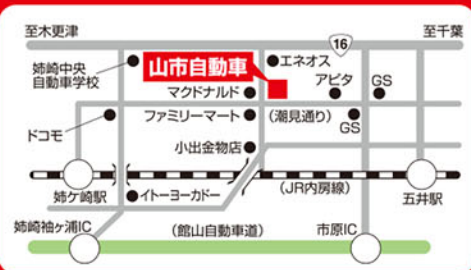 至木更津
至千葉
16
姉崎中央
自動車学校
山市自動車
エネオス
アピタ
GS
マクドナルド
ドコモ
ファミリーマート
(潮見通り)
GS
小出金物店
姉ケ崎駅
イトーヨーカドー
(JR内房線)
五井駅
姉崎袖ヶ浦IC
(館山自動車道)
市原IC